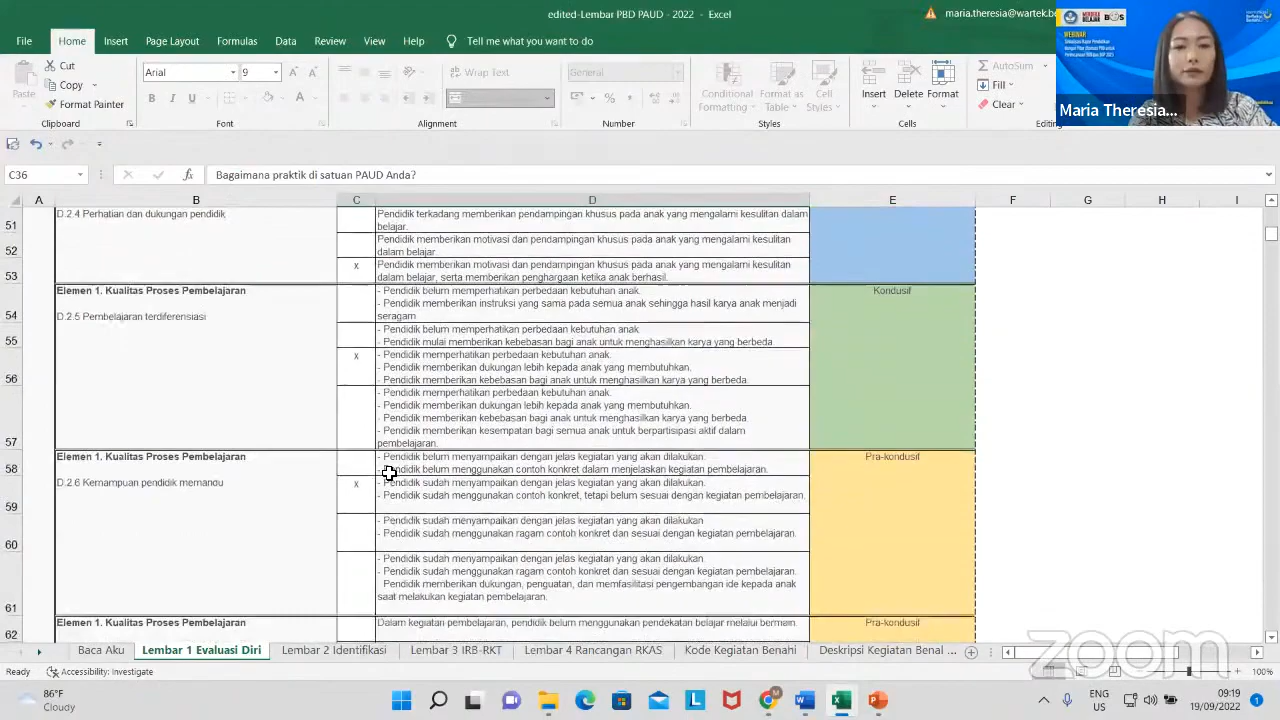 edited-Lembar PBD PAUD - 2022 - Excel
maria.theresia@wartek.be
File Home Insert Page Layout Formulas Data Review View Help Tell me what you want to do
Cut
Copy
Paste
Format Painter
Clipboard
Arial 9
Font
Wrap Text
Alignment
General
Number
Conditional Formatting
Format as Table
Cell Styles
Styles
Insert Delete Format
Cells
AutoSum
Fill
Clear
Editing
WEBINAR
Maria Theresia...
C36
Bagaimana praktik di satuan PAUD Anda?
A B C D E F G H I
51
D.2.4 Perhatian dan dukungan pendidik
Pendidik terkadang memberikan pendampingan khusus pada anak yang mengalami kesulitan dalam
belajar.
52
Pendidik memberikan motivasi dan pendampingan khusus pada anak yang mengalami kesulitan
dalam belajar.
53
x
Pendidik memberikan motivasi dan pendampingan khusus pada anak yang mengalami kesulitan
dalam belajar, serta memberikan penghargaan ketika anak berhasil.
54
Elemen 1. Kualitas Proses Pembelajaran
D.2.5 Pembelajaran terdiferensiasi
- Pendidik belum memperhatikan perbedaan kebutuhan anak.
- Pendidik memberikan instruksi yang sama pada semua anak sehingga hasil karya anak menjadi
seragam
Kondusif
55
- Pendidik belum memperhatikan perbedaan kebutuhan anak
- Pendidik mulai memberikan kebebasan bagi anak untuk menghasilkan karya yang berbeda
56
x
- Pendidik memperhatikan perbedaan kebutuhan anak.
- Pendidik memberikan dukungan lebih kepada anak yang membutuhkan.
- Pendidik memberikan kebebasan bagi anak untuk menghasilkan karya yang berbeda.
57
- Pendidik memperhatikan perbedaan kebutuhan anak.
- Pendidik memberikan dukungan lebih kepada anak yang membutuhkan.
- Pendidik memberikan kebebasan bagi anak untuk menghasilkan karya yang berbeda
- Pendidik memberikan kesempatan bagi semua anak untuk berpartisipasi aktif dalam
pembelajaran.
58
Elemen 1. Kualitas Proses Pembelajaran
D.2.6 Kemampuan pendidik memandu
- Pendidik belum menyampaikan dengan jelas kegiatan yang akan dilakukan.
- Pendidik belum menggunakan contoh konkret dalam menjelaskan kegiatan pembelajaran.
Pra-kondusif
59
x
- Pendidik sudah menyampaikan dengan jelas kegiatan yang akan dilakukan.
- Pendidik sudah menggunakan contoh konkret, tetapi belum sesuai dengan kegiatan pembelajaran.
60
- Pendidik sudah menyampaikan dengan jelas kegiatan yang akan dilakukan
- Pendidik sudah menggunakan ragam contoh konkret dan sesuai dengan kegiatan pembelajaran.
61
- Pendidik sudah menyampaikan dengan jelas kegiatan yang akan dilakukan
- Pendidik sudah menggunakan ragam contoh konkret dan sesuai dengan kegiatan pembelajaran.
- Pendidik memberikan dukungan, penguatan, dan memfasilitasi pengembangan ide kepada anak
saat melakukan kegiatan pembelajaran.
62
Elemen 1. Kualitas Proses Pembelajaran
Dalam kegiatan pembelajaran, pendidik belum menggunakan pendekatan belajar melalui bermain.
Pra-kondusif
Baca Aku Lembar 1 Evaluasi Diri Lembar 2 Identifikasi Lembar 3 IRB-RKT Lembar 4 Rancangan RKAS Kode Kegiatan Benahi Deskripsi Kegiatan Benal ...
zoom
Ready Accessibility: Investigate 100%
86°F
Cloudy
ENG
US
09:19
19/09/2022